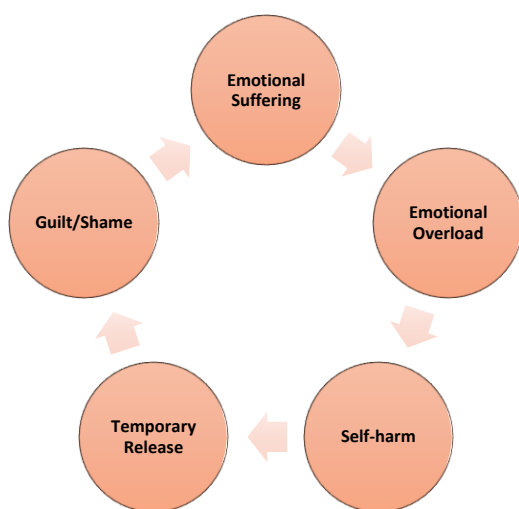 Emotional
Suffering
Emotional
Overload
Self-harm
Temporary
Release
Guilt/Shame